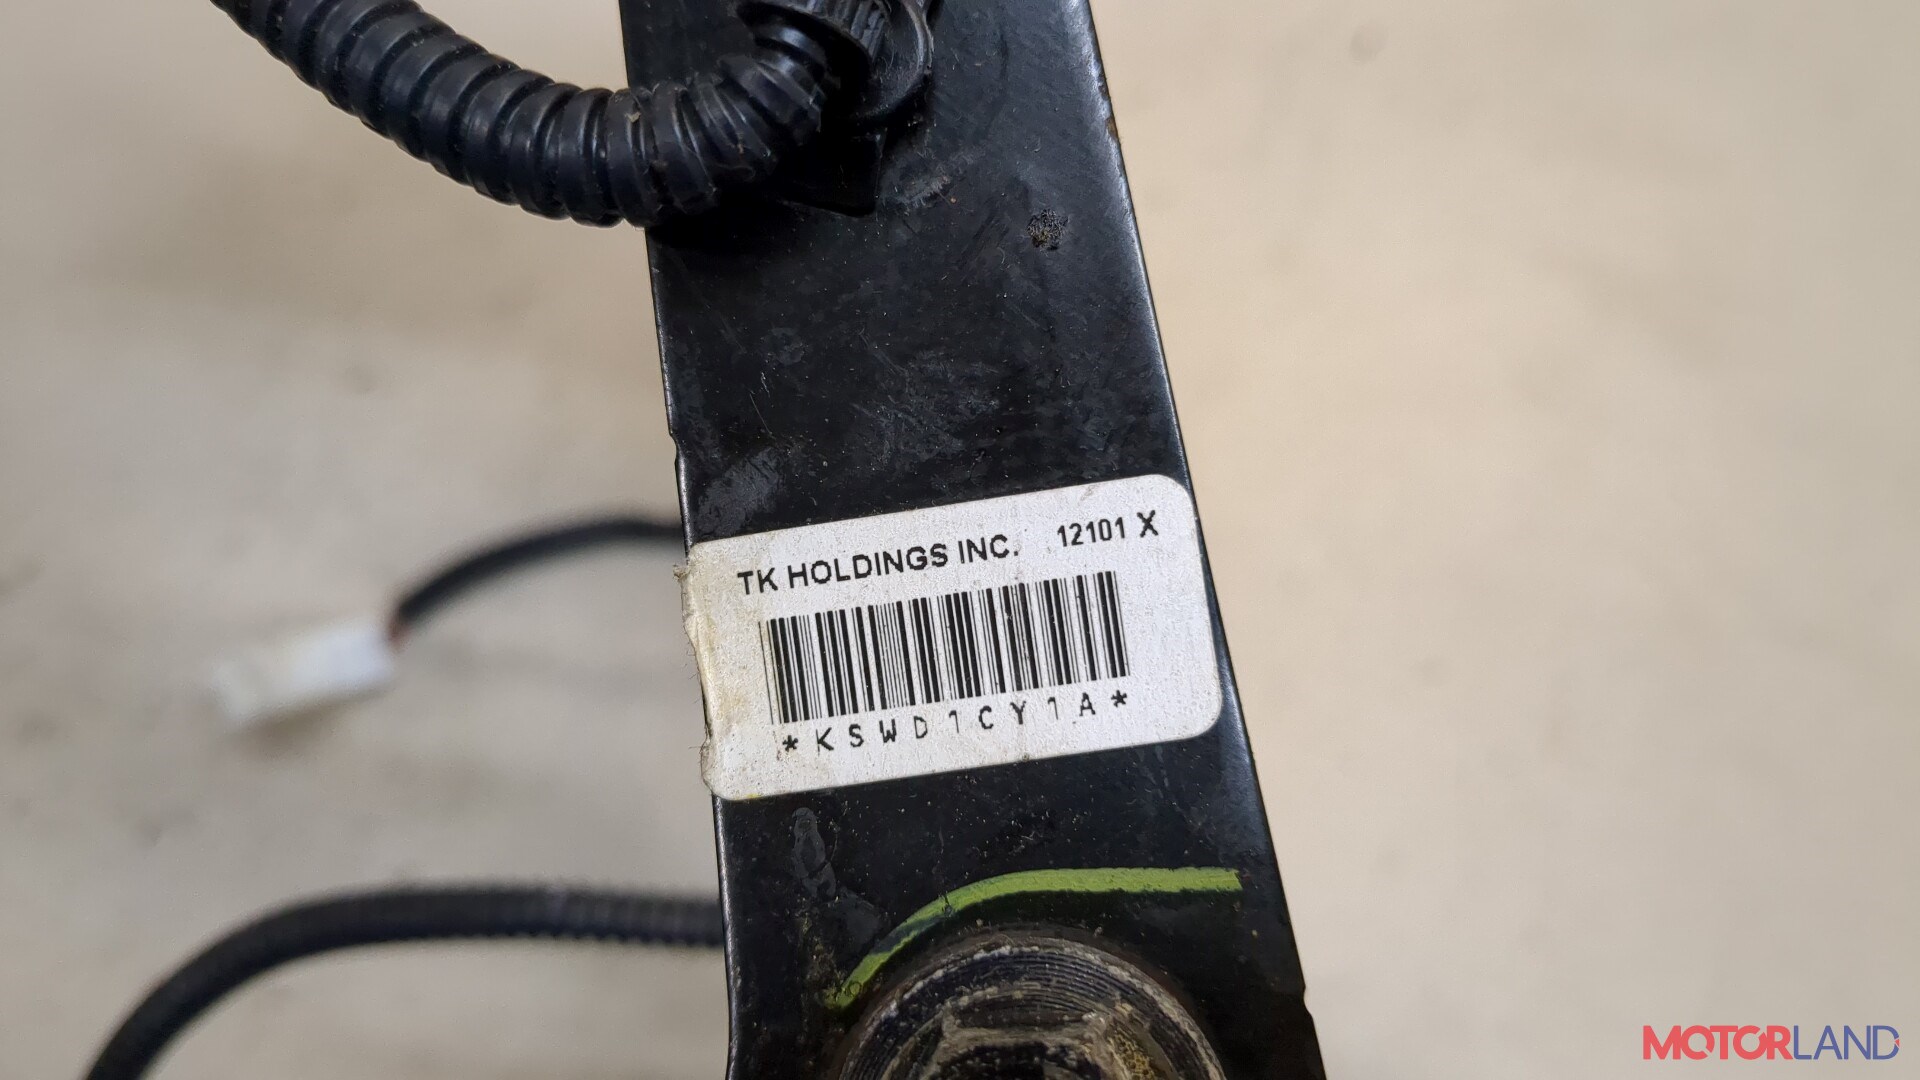 TK HOLDINGS INC. 12101 X
*KSWD1CY1A*
MOTORLAND